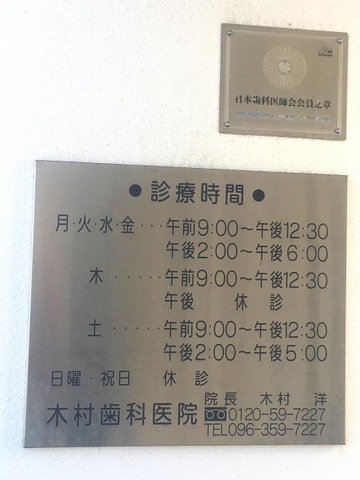 日本歯科医師会会員之章
●診療時間●
月・火・水・金・・・午前9:00～午後12:30
午後2:00～午後6:00
木・・・・・午前9:00～午後12:30
午後 休診
土・・・・・午前9:00～午後12:30
午後2:00～午後5:00
日曜・祝日 休診
木村歯科医院
院長 木村 洋
0120-59-7227
TEL096-359-7227